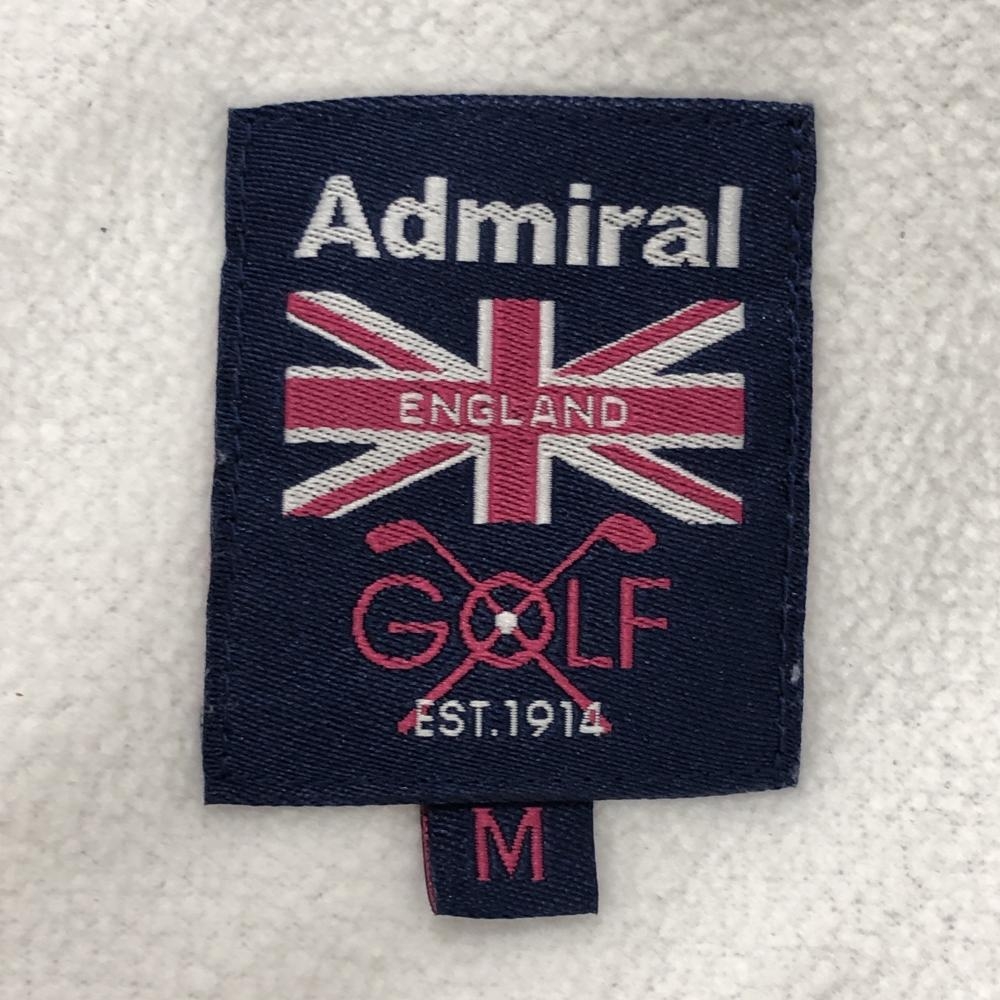 Admiral
ENGLAND
GOLF
EST.1914
M